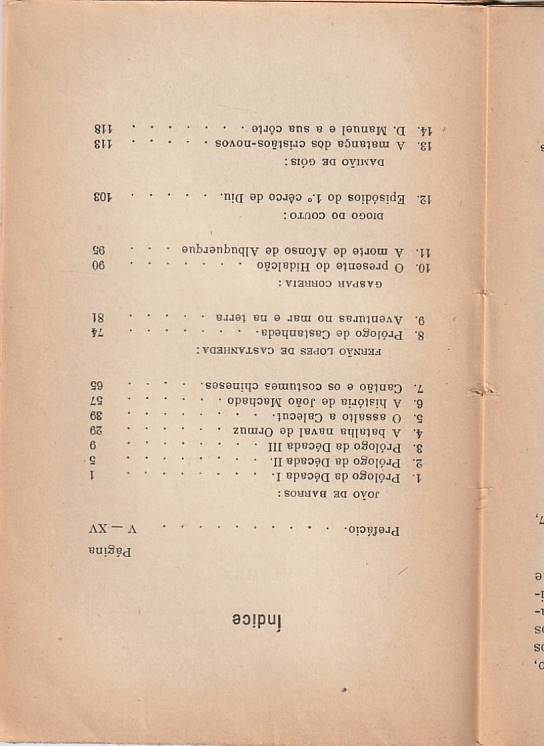 Índice
Página
Prefácio. . . . . . . . . . . V — XV
JOÃO DE BARROS:
1. Prólogo da Década I. . . . . . . . 1
2. Prólogo da Década II. . . . . . . . 5
3. Prólogo da Década III . . . . . . . 9
4. A batalha naval de Ormuz . . . . . 29
5. O assalto a Calecut. . . . . . . . 39
6. A história de João Machado . . . . . 57
7. Cantão e os costumes chineses. . . . . 65
FERNÃO LOPES DE CASTANHEDA:
8. Prólogo de Castanheda. . . . . . . 74
9. Aventuras no mar e na terra . . . . . 81
GASPAR CORREIA:
10. O presente do Hidalcão . . . . . . 90
11. A morte de Afonso de Albuquerque . . . 95
DIOGO DO COUTO:
12. Episódios do 1.º cêrco de Diu. . . . . 103
DAMIÃO DE GÓIS:
13. A matança dòs cristãos-novos . . . . . 113
14. D. Manuel e a sua côrte . . . . . . 118